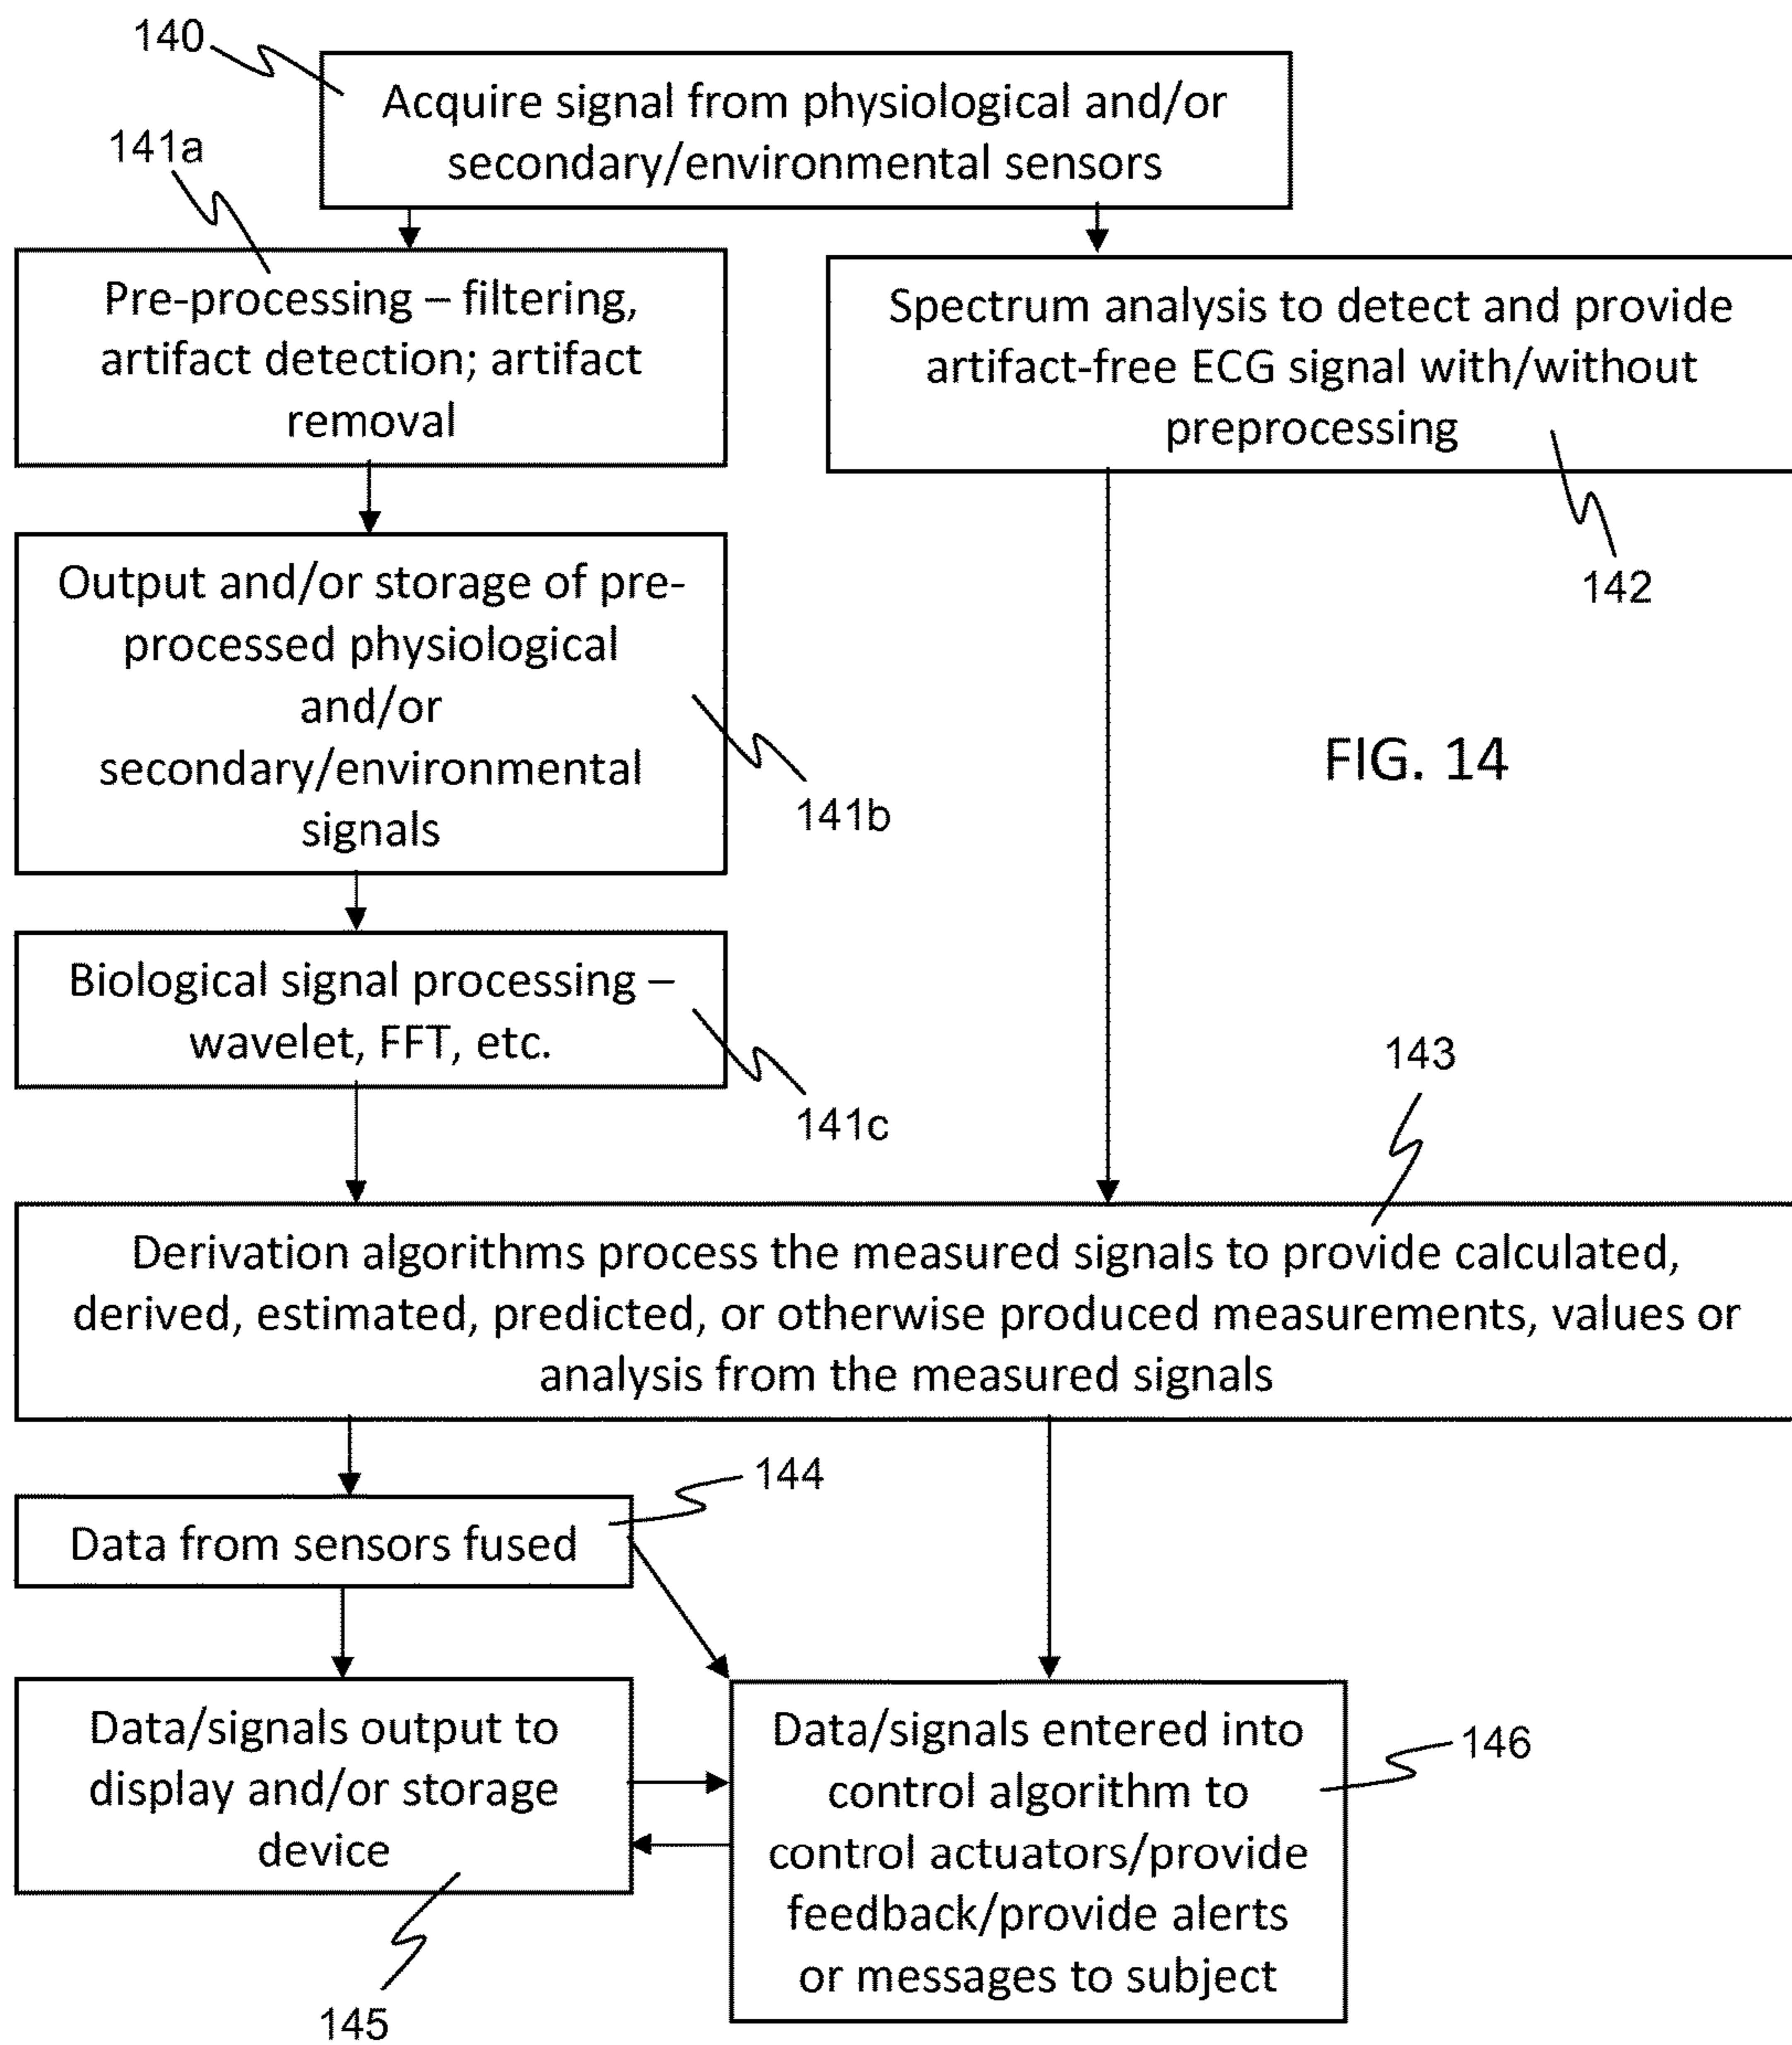 140
Acquire signal from physiological and/or
secondary/environmental sensors
141a
Pre-processing – filtering,
artifact detection; artifact
removal
Spectrum analysis to detect and provide
artifact-free ECG signal with/without
preprocessing
142
Output and/or storage of pre-
processed physiological
and/or
secondary/environmental
signals
141b
FIG. 14
Biological signal processing –
wavelet, FFT, etc.
141c
143
Derivation algorithms process the measured signals to provide calculated,
derived, estimated, predicted, or otherwise produced measurements, values or
analysis from the measured signals
144
Data from sensors fused
Data/signals output to
display and/or storage
device
145
Data/signals entered into
control algorithm to
control actuators/provide
feedback/provide alerts
or messages to subject
146